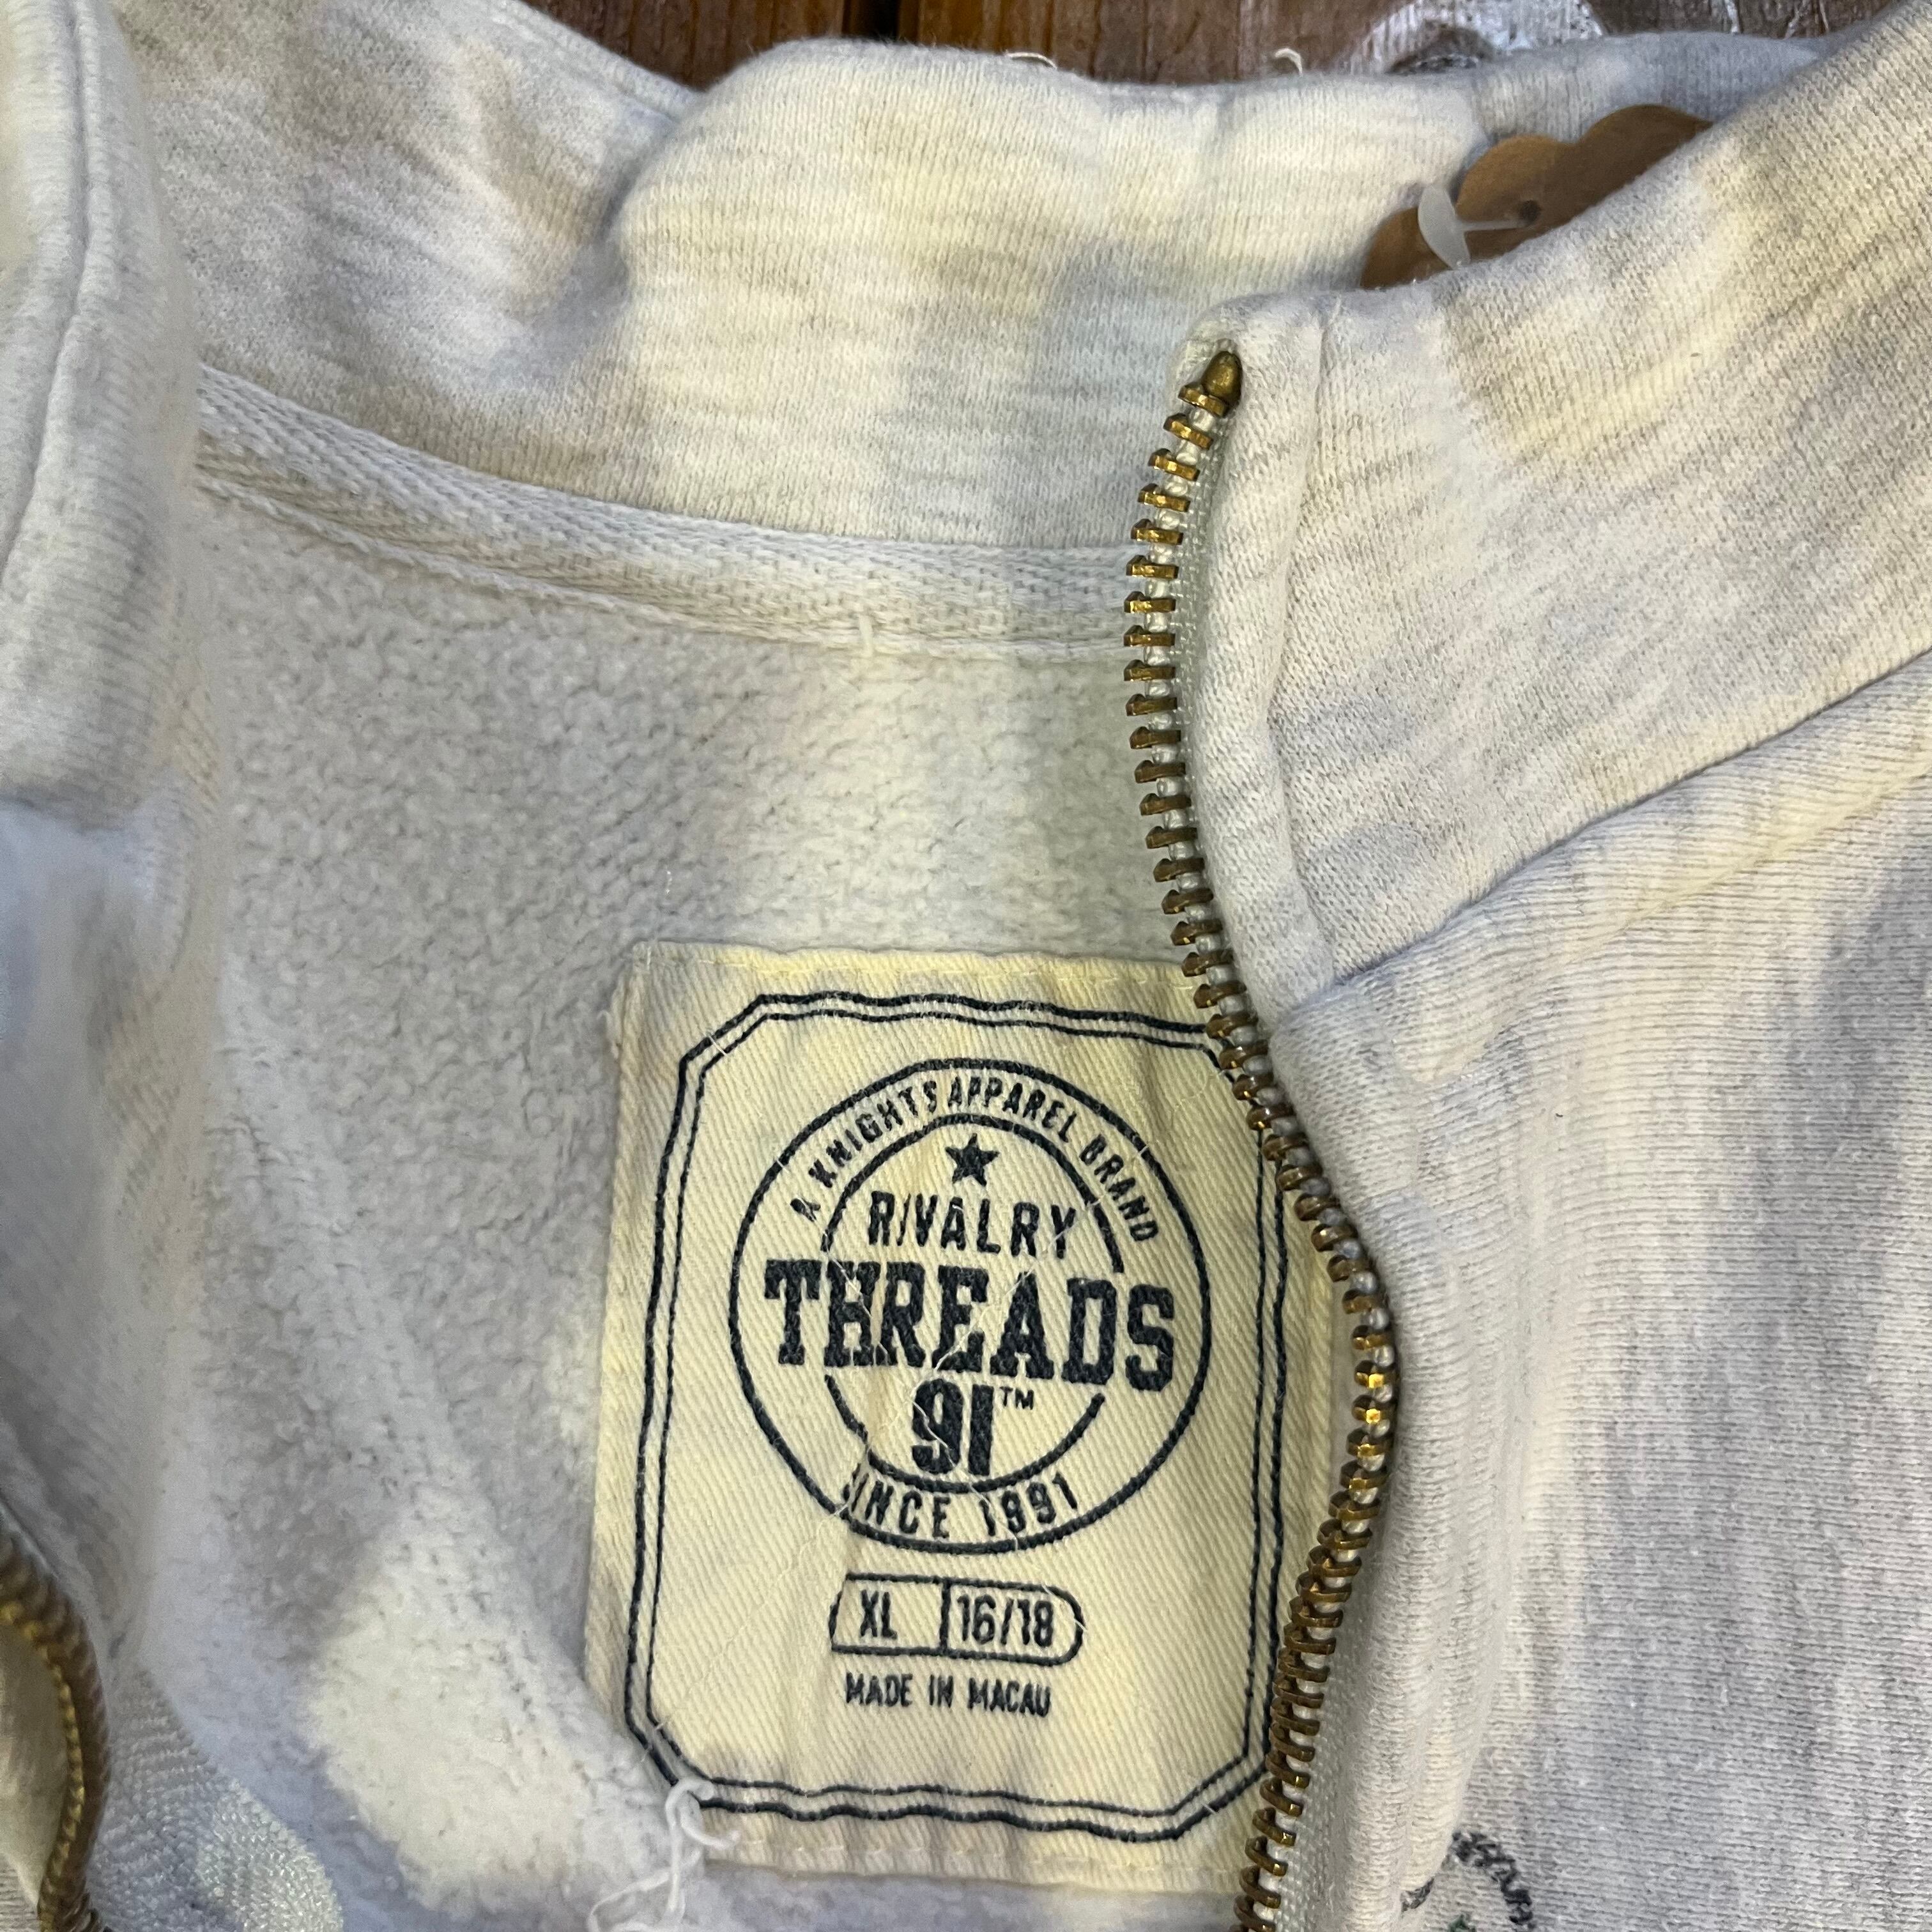 A KNIGHTS APPAREL BRAND
RIVALRY
THREADS
91™
SINCE 1991
XL 16/18
MADE IN MACAU